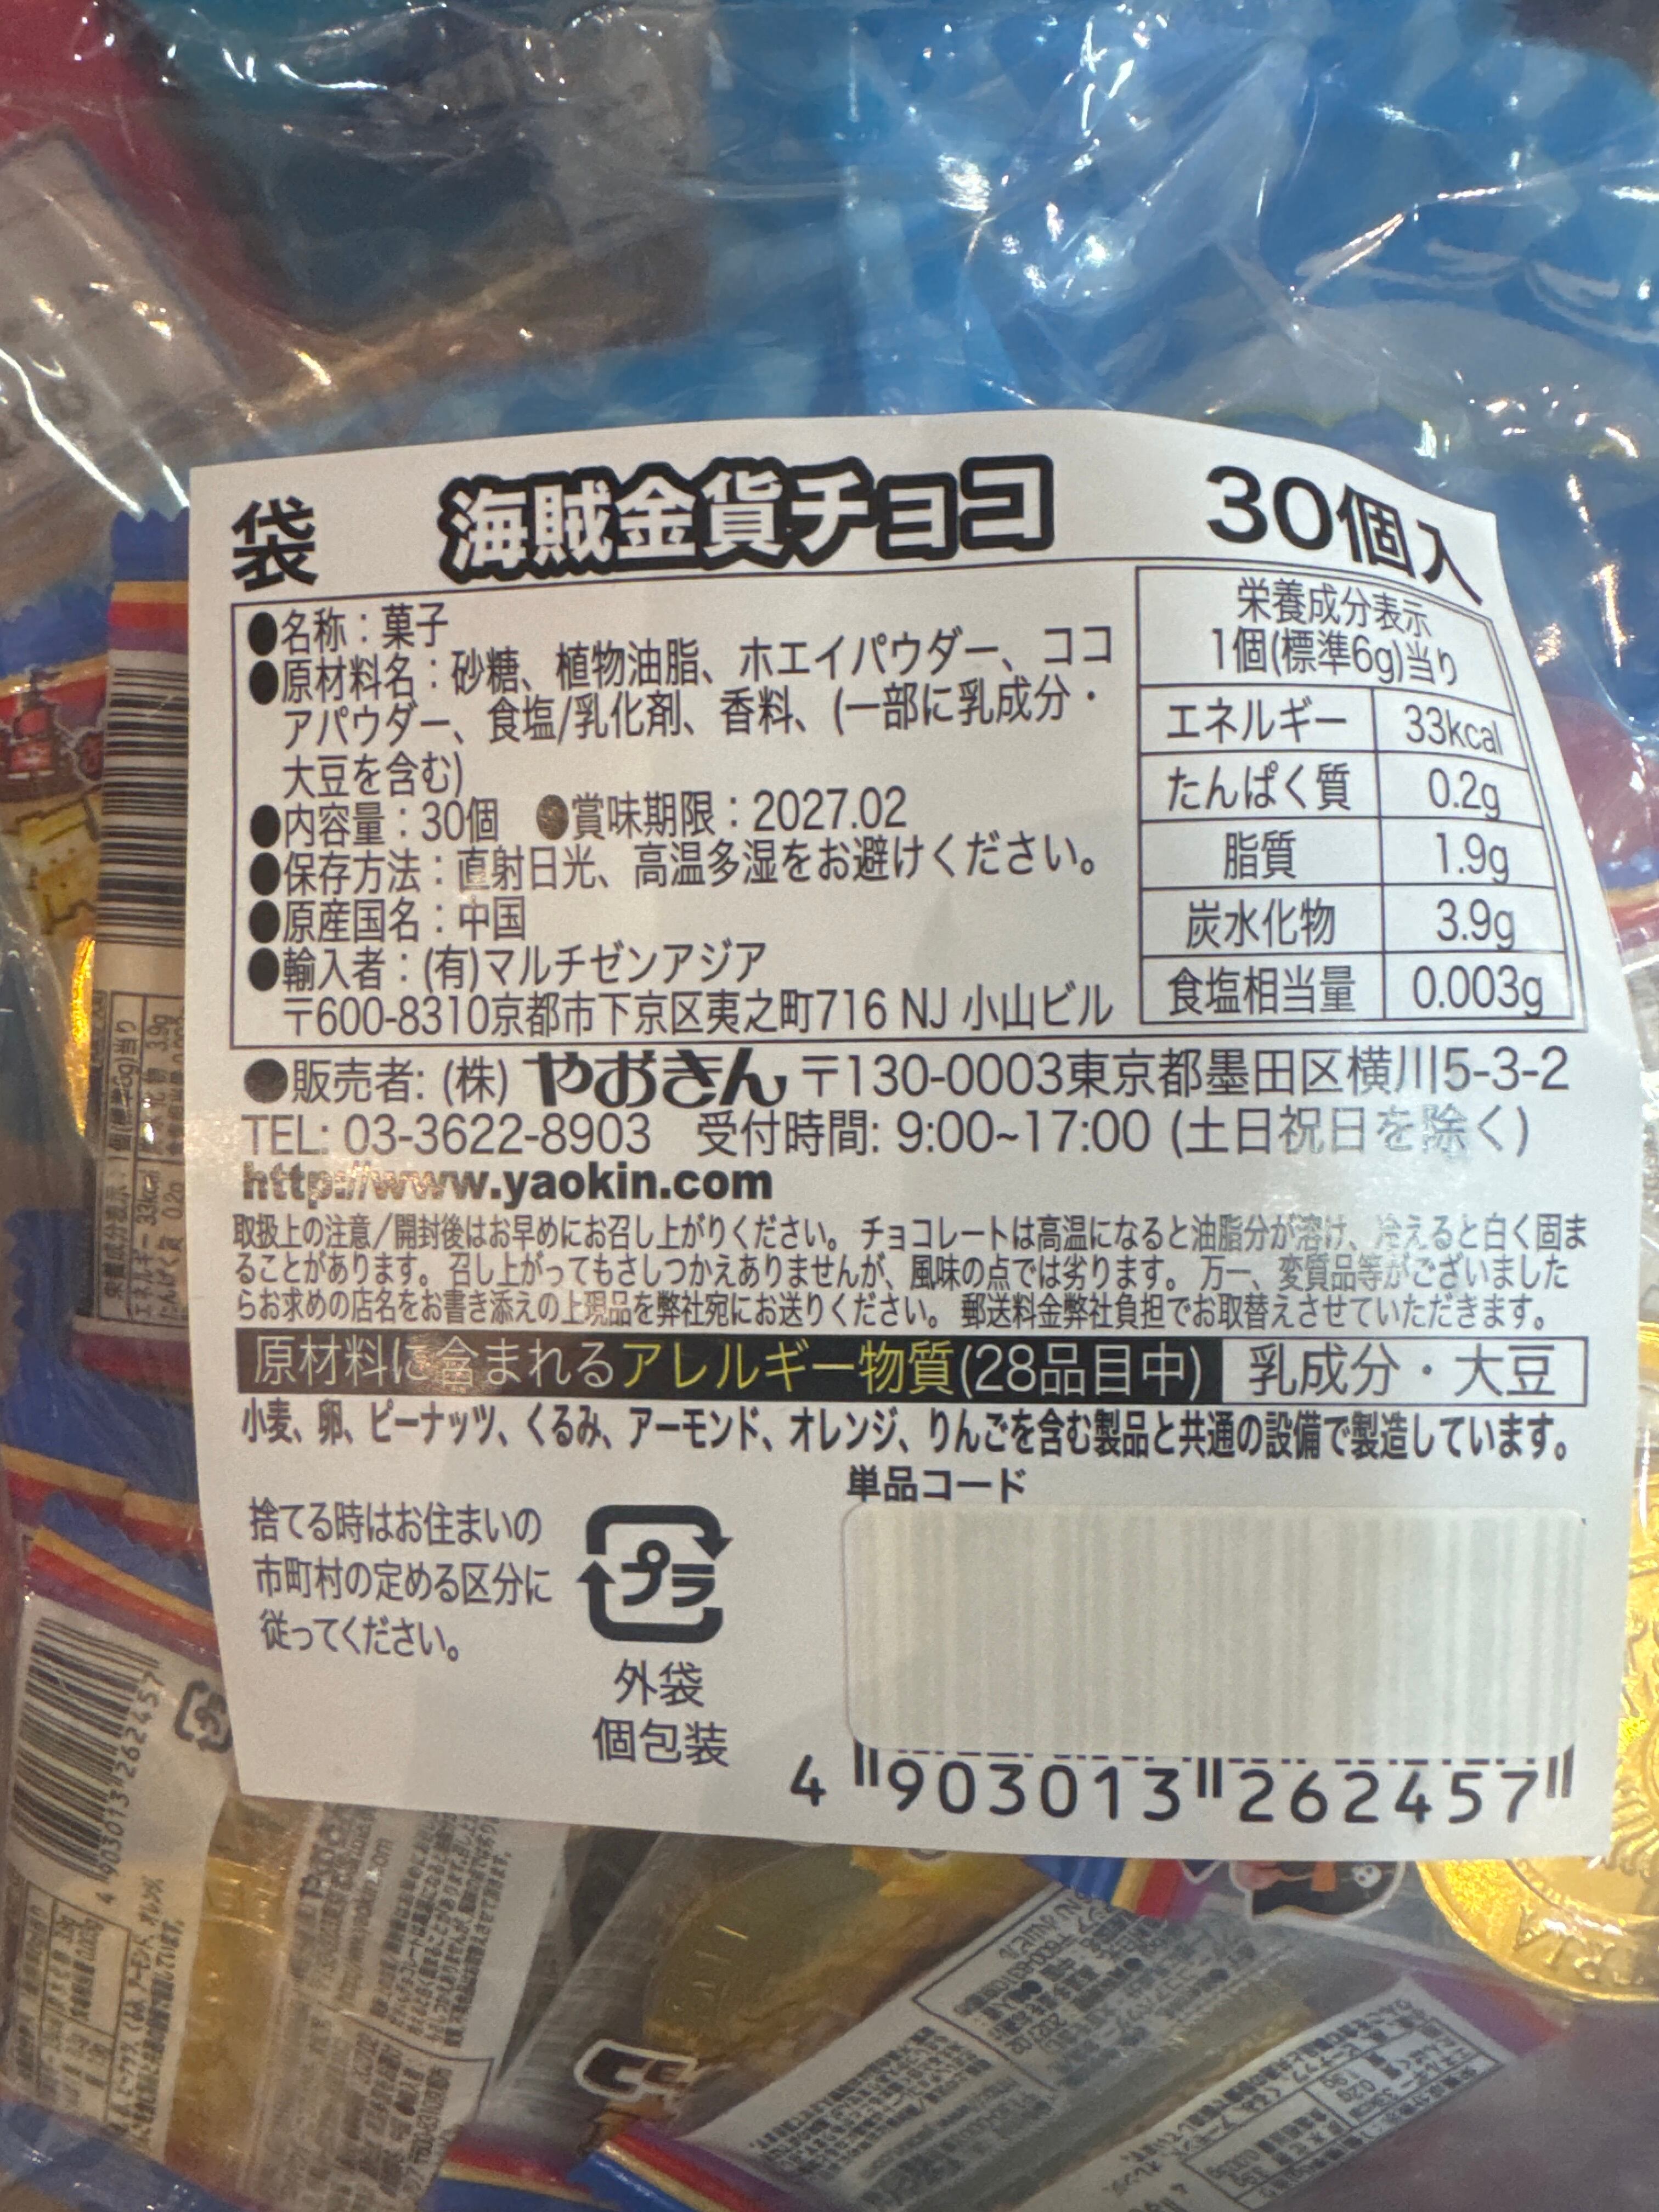 袋 海賊金貨チョコ 30個入
●名称：菓子
●原材料名：砂糖、植物油脂、ホエイパウダー、ココ
アパウダー、食塩/乳化剤、香料、(一部に乳成分・
大豆を含む)
●内容量：30個 ●賞味期限：2027.02
●保存方法：直射日光、高温多湿をお避けください。
●原産国名：中国
●輸入者：(有)マルチゼンアジア
〒600-8310京都市下京区夷之町716 NJ 小山ビル
栄養成分表示
1個(標準6g)当り
エネルギー 33kcal
たんぱく質 0.2g
脂質 1.9g
炭水化物 3.9g
食塩相当量 0.003g
●販売者: (株) やおきん 〒130-0003東京都墨田区横川5-3-2
TEL: 03-3622-8903 受付時間: 9:00~17:00 (土日祝日を除く)
http://www.yaokin.com
取扱上の注意/開封後はお早めにお召し上がりください。チョコレートは高温になると油脂分が溶け、冷えると白く固ま
ることがあります。召し上がってもさしつかえありませんが、風味の点では劣ります。万一、変質品等がございました
らお求めの店名をお書き添えの上現品を弊社宛にお送りください。郵送料金弊社負担でお取替えさせていただきます。
原材料に含まれるアレルギー物質(28品目中) 乳成分・大豆
小麦、卵、ピーナッツ、くるみ、アーモンド、オレンジ、りんごを含む製品と共通の設備で製造しています。
単品コード
捨てる時はお住まいの
市町村の定める区分に
従ってください。
プラ
外袋
個包装
4 903013 262457
4 903013 262457